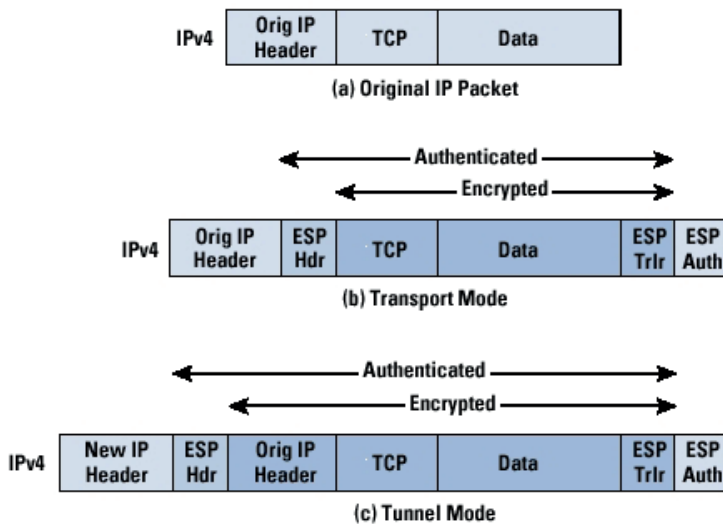 IPv4 Orig IP Header TCP Data
(a) Original IP Packet
Authenticated
Encrypted
IPv4 Orig IP Header ESP Hdr TCP Data ESP Trlr ESP Auth
(b) Transport Mode
Authenticated
Encrypted
IPv4 New IP Header ESP Hdr Orig IP Header TCP Data ESP Trlr ESP Auth
(c) Tunnel Mode